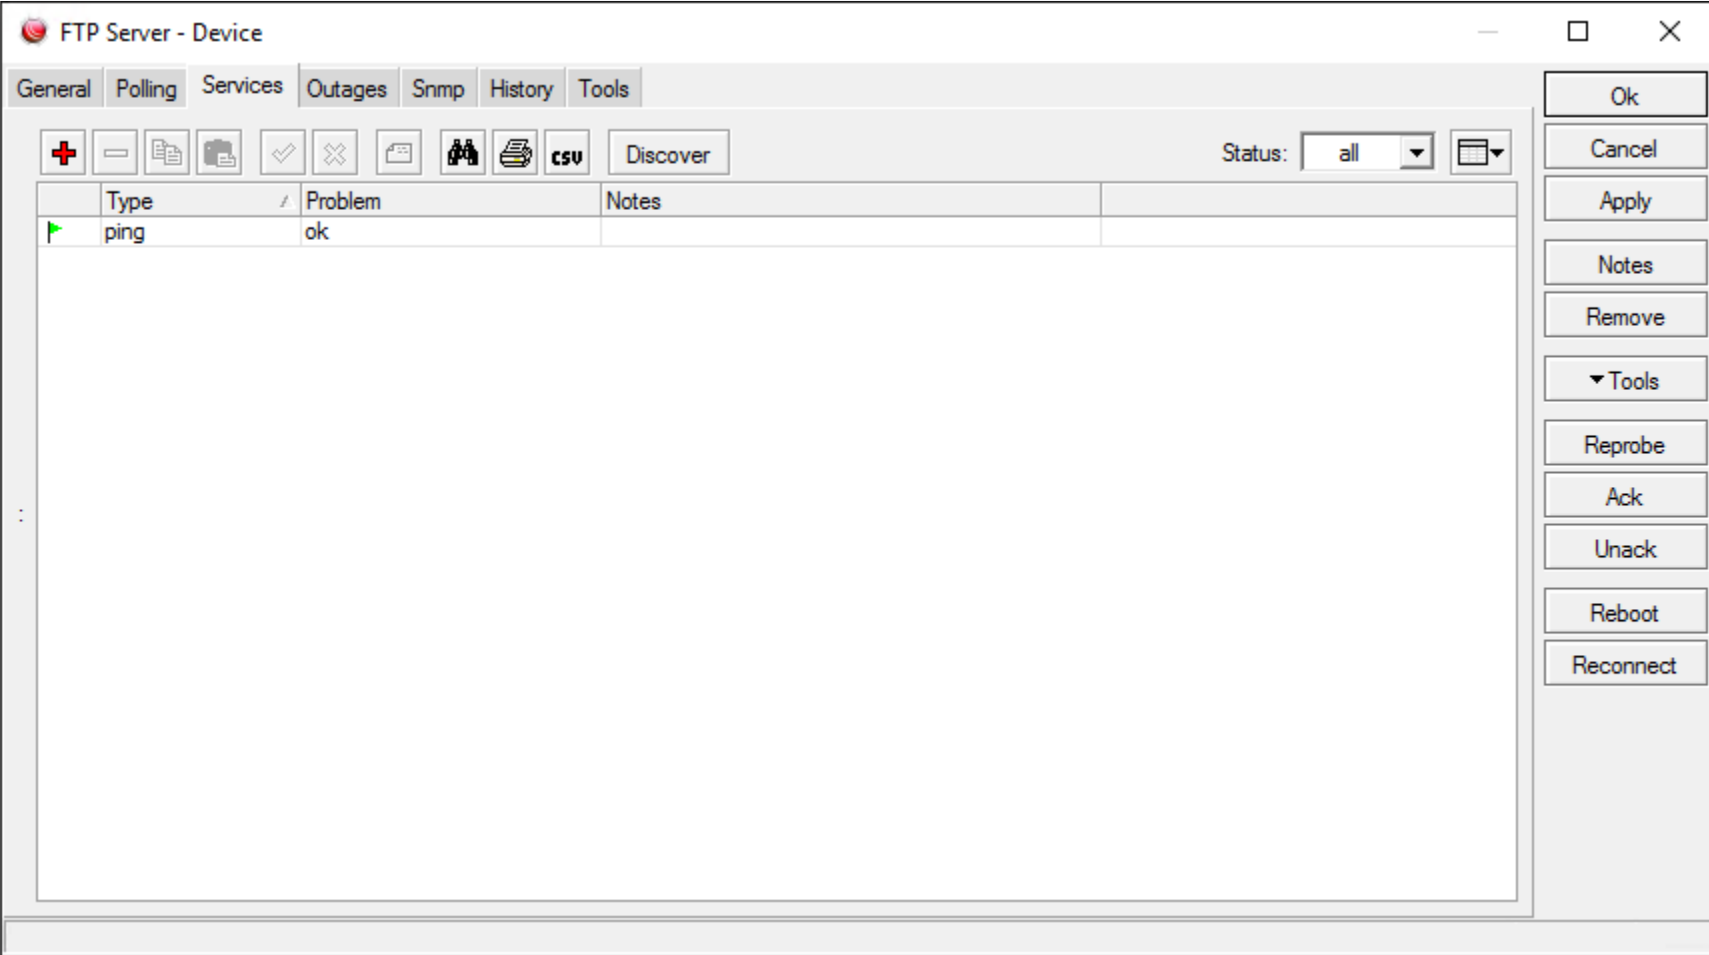 FTP Server - Device
General Polling Services Outages Snmp History Tools
csv Discover Status: all
Type Problem Notes
ping ok
Ok
Cancel
Apply
Notes
Remove
Tools
Reprobe
Ack
Unack
Reboot
Reconnect